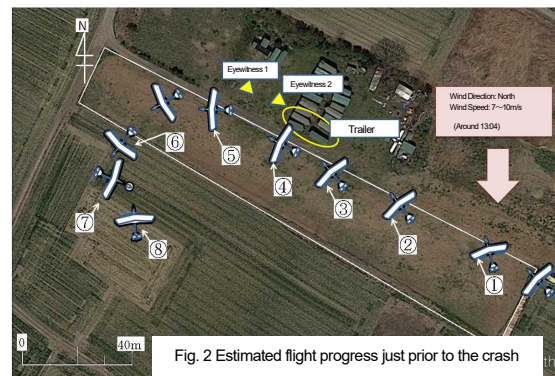 N
Eyewitness 1
Eyewitness 2
Trailer
Wind Direction: North
Wind Speed: 7～10m/s
(Around 13:04)
⑥
⑤
④
③
②
①
⑦
⑧
0
40m
Fig. 2 Estimated flight progress just prior to the crash